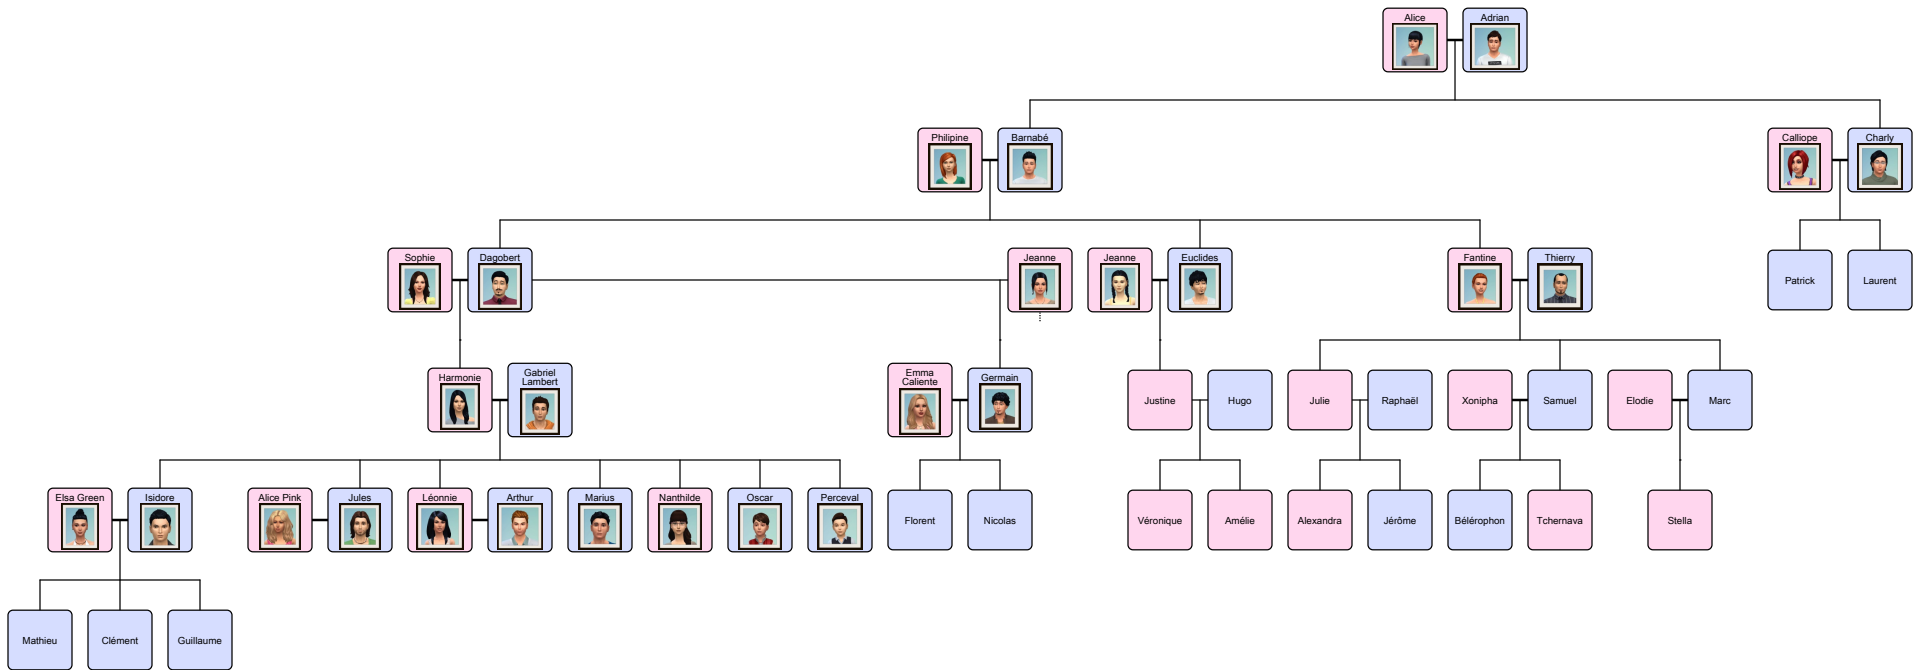 Alice
Adrian
Philipine
Barnabé
Calliope
Charly
Sophie
Dagobert
Jeanne
Jeanne
Euclides
Fantine
Thierry
Patrick
Laurent
Harmonie
Gabriel
Lambert
Emma
Caliente
Germain
Justine
Hugo
Julie
Raphaël
Xonipha
Samuel
Elodie
Marc
Elsa Green
Isidore
Alice Pink
Jules
Léonnie
Arthur
Marius
Nanthilde
Oscar
Perceval
Florent
Nicolas
Véronique
Amélie
Alexandra
Jérôme
Bélérophon
Tchernava
Stella
Mathieu
Clément
Guillaume